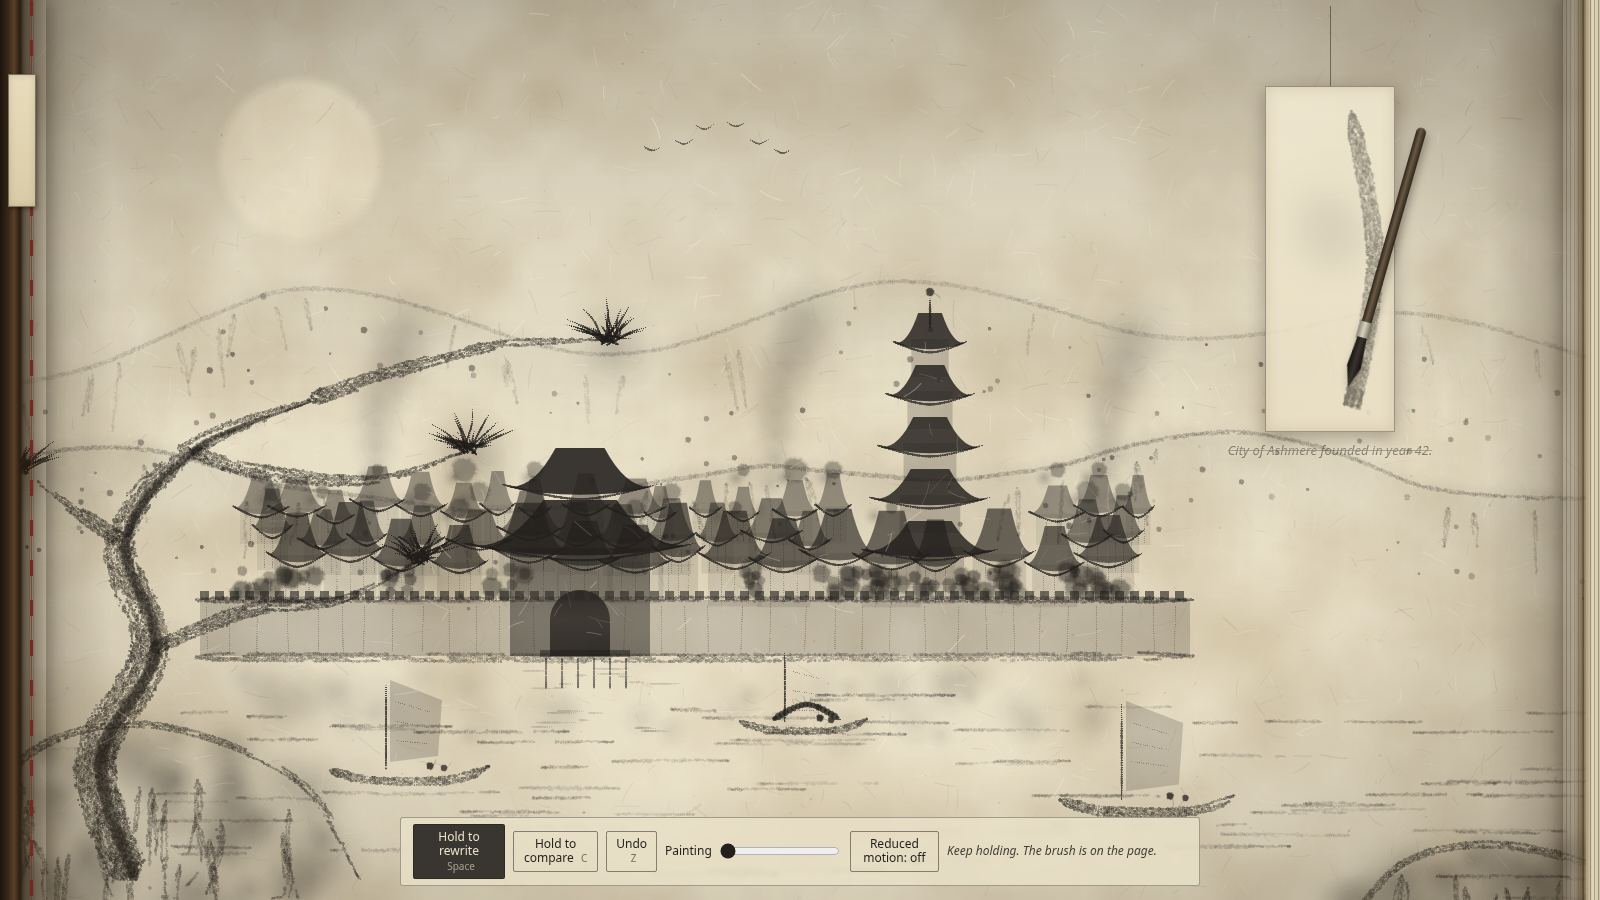 City of Ashmere founded in year 42.
Hold to
rewrite
Space
Hold to
compare C
Undo
Z
Painting
Reduced
motion: off
Keep holding. The brush is on the page.